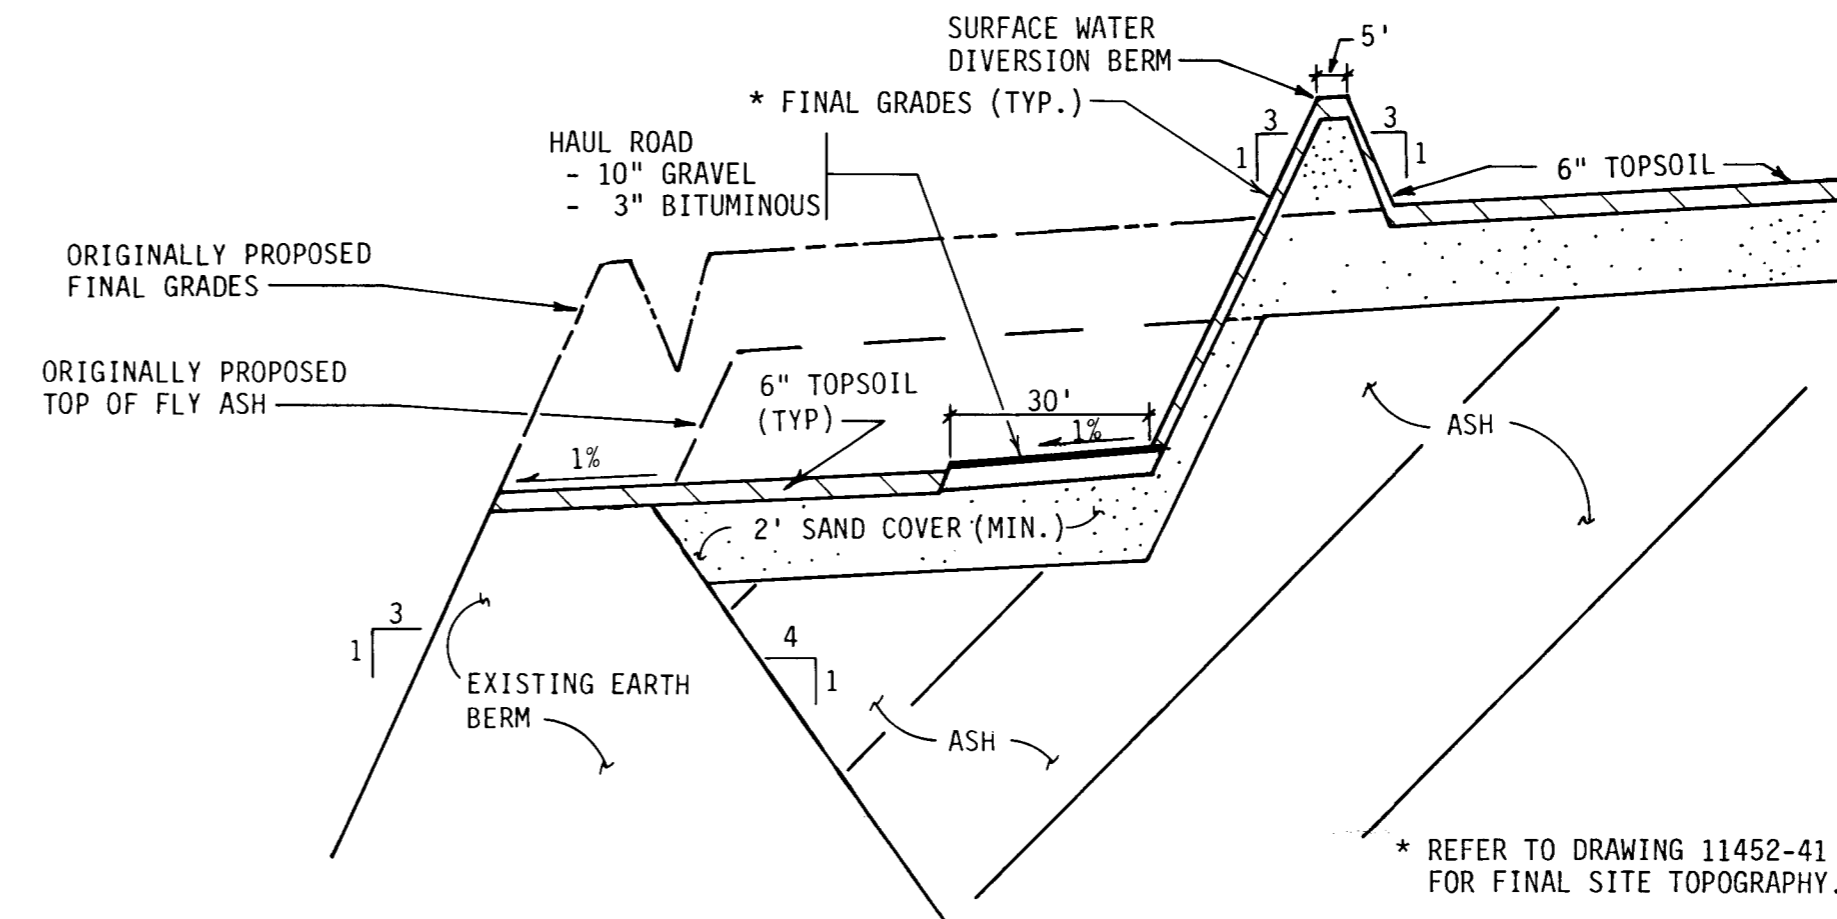 SURFACE WATER
DIVERSION BERM
5'
* FINAL GRADES (TYP.)
HAUL ROAD
- 10" GRAVEL
- 3" BITUMINOUS
3
1
3
1
6" TOPSOIL
ORIGINALLY PROPOSED
FINAL GRADES
ORIGINALLY PROPOSED
TOP OF FLY ASH
6" TOPSOIL
(TYP)
30'
1%
1%
ASH
2' SAND COVER (MIN.)
3
1
4
1
EXISTING EARTH
BERM
ASH
* REFER TO DRAWING 11452-41
FOR FINAL SITE TOPOGRAPHY.